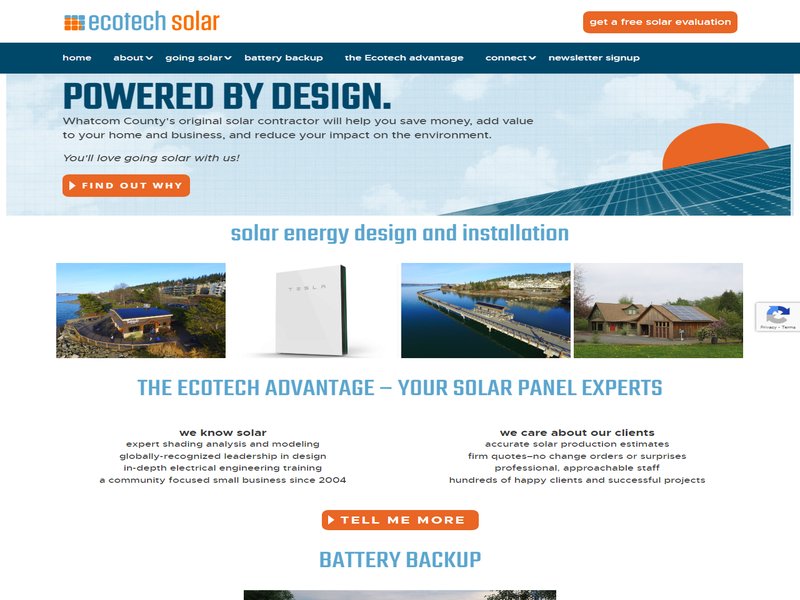 ecotech solar
get a free solar evaluation
home about going solar battery backup the Ecotech advantage connect newsletter signup
POWERED BY DESIGN.
Whatcom County's original solar contractor will help you save money, add value
to your home and business, and reduce your impact on the environment.
You'll love going solar with us!
FIND OUT WHY
solar energy design and installation
TESLA
Privacy - Terms
THE ECOTECH ADVANTAGE – YOUR SOLAR PANEL EXPERTS
we know solar
expert shading analysis and modeling
globally-recognized leadership in design
in-depth electrical engineering training
a community focused small business since 2004
we care about our clients
accurate solar production estimates
firm quotes–no change orders or surprises
professional, approachable staff
hundreds of happy clients and successful projects
TELL ME MORE
BATTERY BACKUP